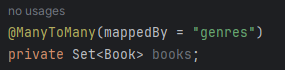 no usages
@ManyToMany(mappedBy = "genres")
private Set<Book> books;